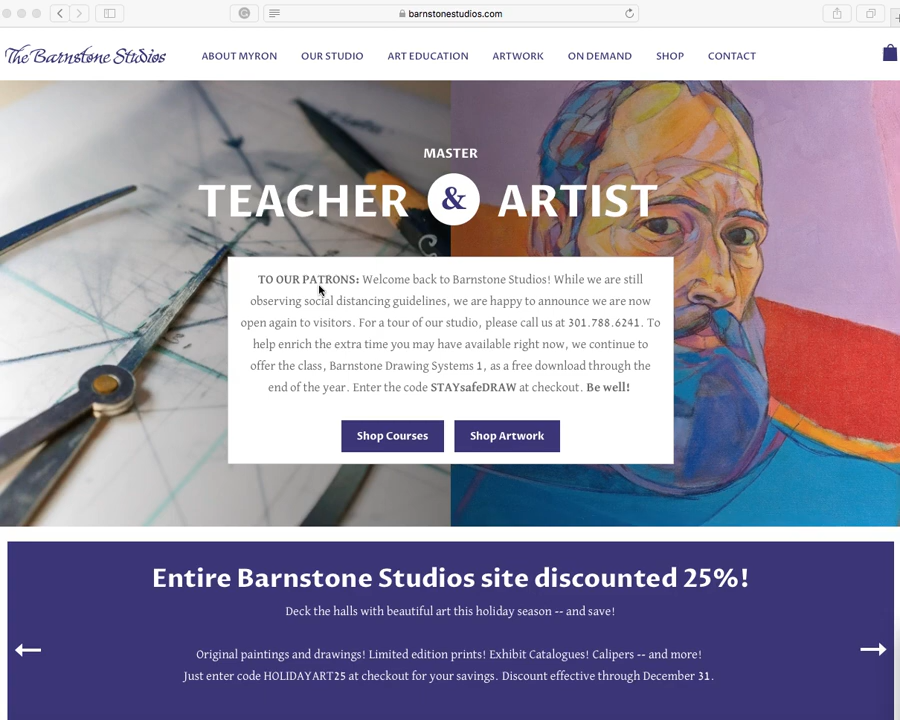 barnstonestudios.com
The Barnstone Studios
ABOUT MYRON OUR STUDIO ART EDUCATION ARTWORK ON DEMAND SHOP CONTACT
MASTER
TEACHER & ARTIST
TO OUR PATRONS: Welcome back to Barnstone Studios! While we are still
observing social distancing guidelines, we are happy to announce we are now
open again to visitors. For a tour of our studio, please call us at 301.788.6241. To
help enrich the extra time you may have available right now, we continue to
offer the class, Barnstone Drawing Systems 1, as a free download through the
end of the year. Enter the code STAYsafeDRAW at checkout. Be well!
Shop Courses Shop Artwork
Entire Barnstone Studios site discounted 25%!
Deck the halls with beautiful art this holiday season -- and save!
Original paintings and drawings! Limited edition prints! Exhibit Catalogues! Calipers -- and more!
Just enter code HOLIDAYART25 at checkout for your savings. Discount effective through December 31.